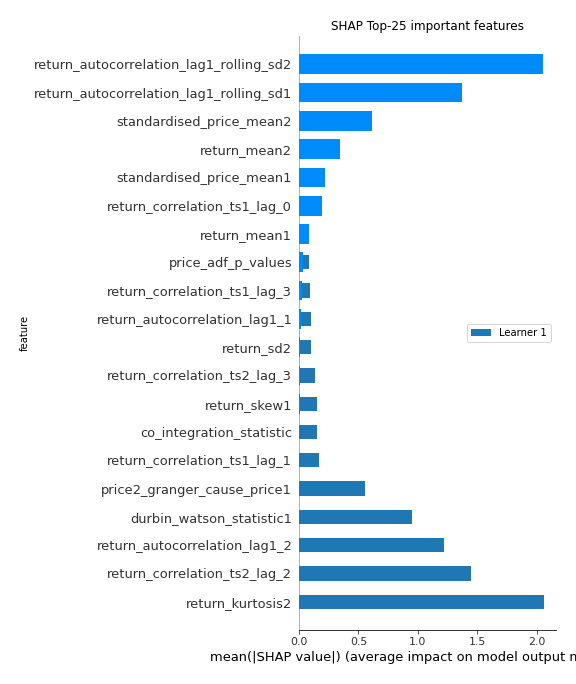 SHAP Top-25 important features
return_autocorrelation_lag1_rolling_sd2
return_autocorrelation_lag1_rolling_sd1
standardised_price_mean2
return_mean2
standardised_price_mean1
return_correlation_ts1_lag_0
return_mean1
price_adf_p_values
return_correlation_ts1_lag_3
return_autocorrelation_lag1_1
return_sd2
return_correlation_ts2_lag_3
return_skew1
co_integration_statistic
return_correlation_ts1_lag_1
price2_granger_cause_price1
durbin_watson_statistic1
return_autocorrelation_lag1_2
return_correlation_ts2_lag_2
return_kurtosis2
feature
Learner 1
0.0 0.5 1.0 1.5 2.0
mean(|SHAP value|) (average impact on model output